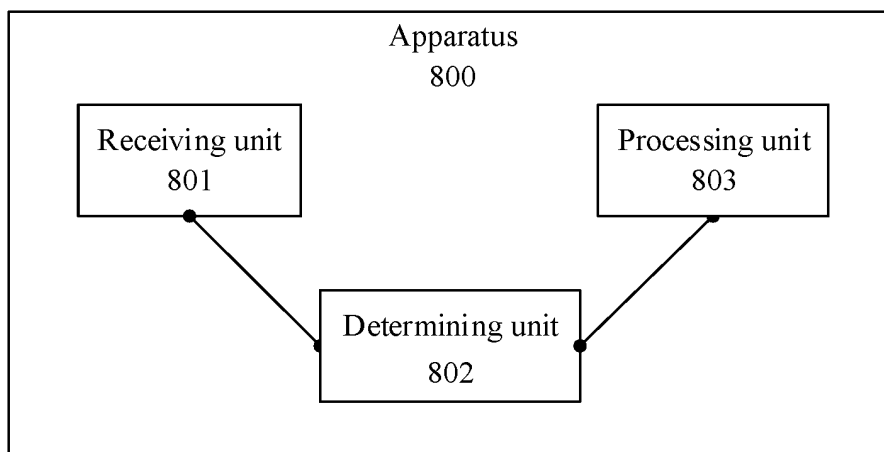 Apparatus
800
Receiving unit
801
Processing unit
803
Determining unit
802